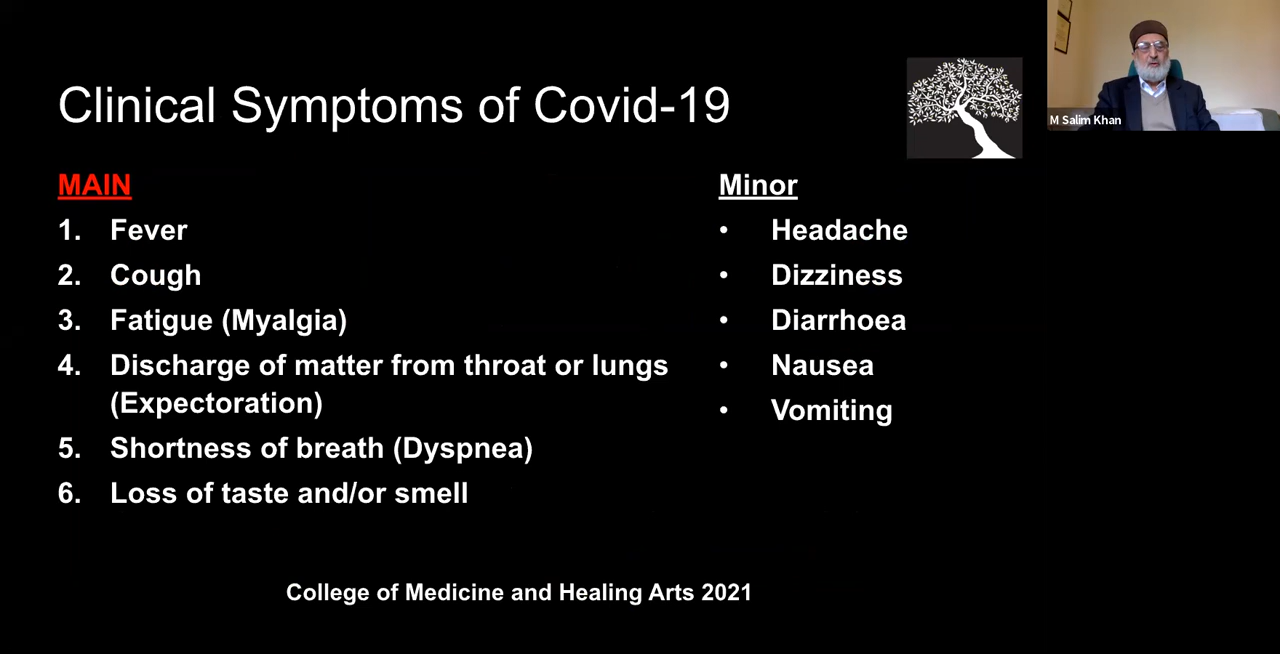 Clinical Symptoms of Covid-19
M Salim Khan
MAIN
1. Fever
2. Cough
3. Fatigue (Myalgia)
4. Discharge of matter from throat or lungs
(Expectoration)
5. Shortness of breath (Dyspnea)
6. Loss of taste and/or smell
Minor
• Headache
• Dizziness
• Diarrhoea
• Nausea
• Vomiting
College of Medicine and Healing Arts 2021